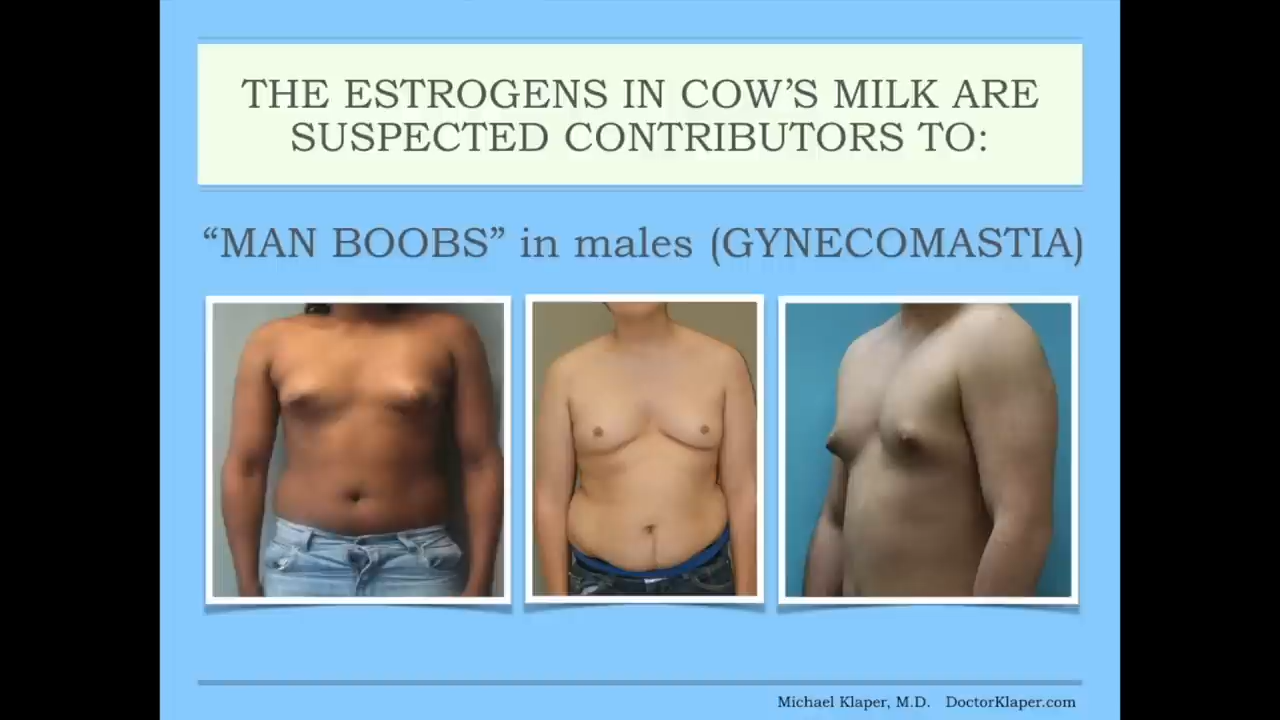 THE ESTROGENS IN COW’S MILK ARE
SUSPECTED CONTRIBUTORS TO:
“MAN BOOBS” in males (GYNECOMASTIA)
Michael Klaper, M.D. DoctorKlaper.com